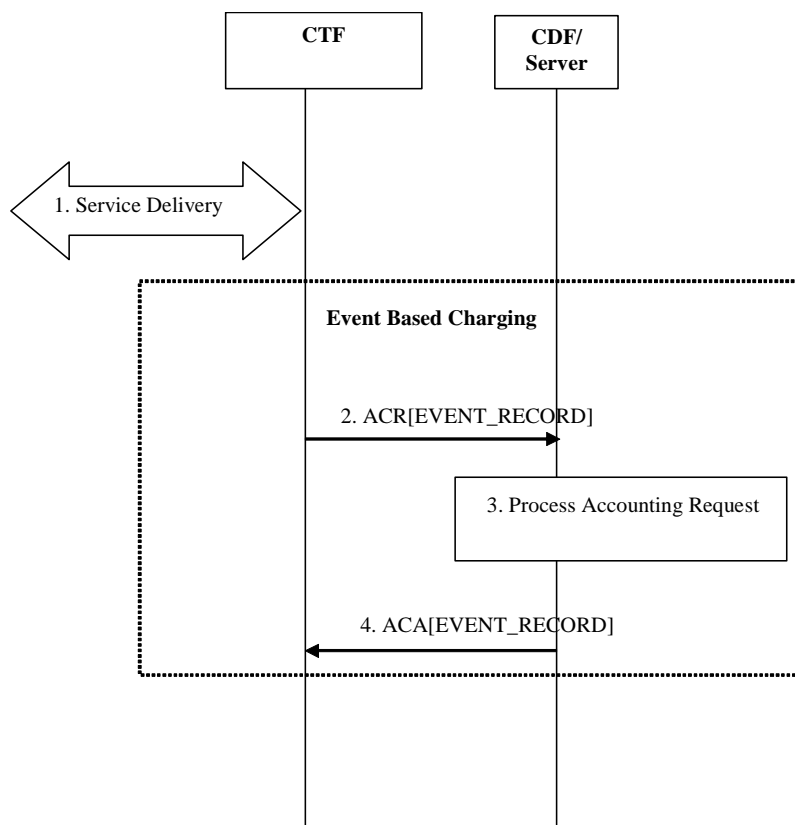 CTF
CDF/
Server
1. Service Delivery
Event Based Charging
2. ACR[EVENT_RECORD]
3. Process Accounting Request
4. ACA[EVENT_RECORD]